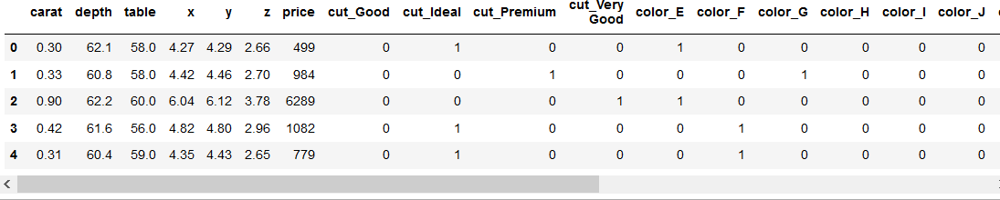 carat depth table x y z price cut_Good cut_Ideal cut_Premium cut_Very Good color_E color_F color_G color_H color_I color_J
0 0.30 62.1 58.0 4.27 4.29 2.66 499 0 1 0 0 1 0 0 0 0 0
1 0.33 60.8 58.0 4.42 4.46 2.70 984 0 0 1 0 0 0 1 0 0 0
2 0.90 62.2 60.0 6.04 6.12 3.78 6289 0 0 0 1 1 0 0 0 0 0
3 0.42 61.6 56.0 4.82 4.80 2.96 1082 0 1 0 0 0 1 0 0 0 0
4 0.31 60.4 59.0 4.35 4.43 2.65 779 0 1 0 0 0 1 0 0 0 0